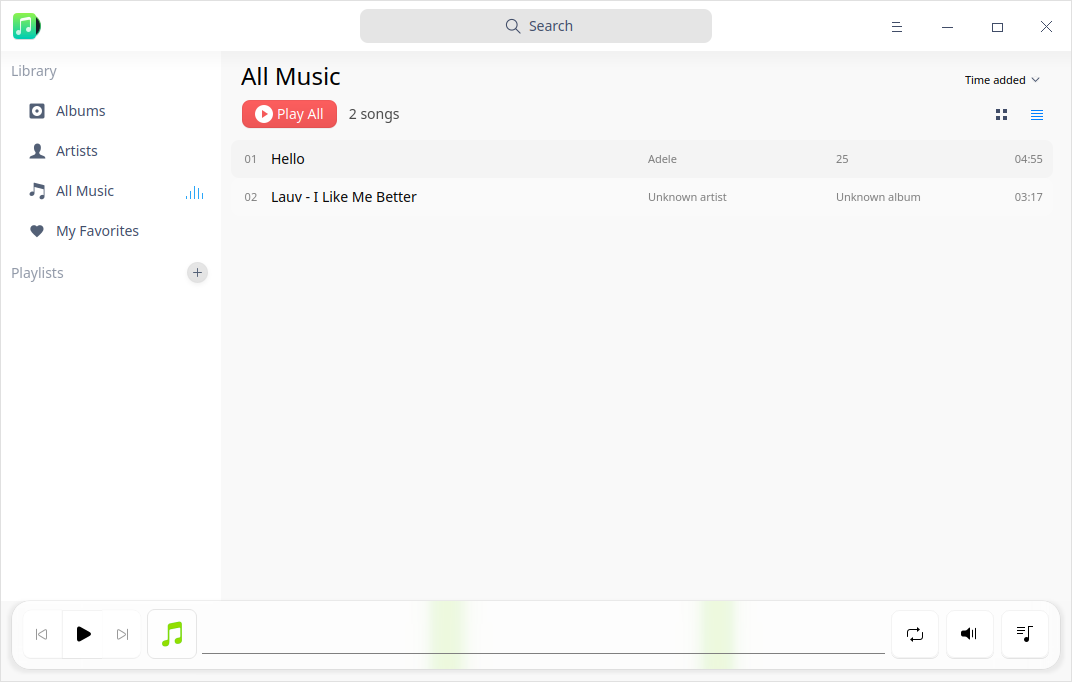 Search
Library
Albums
Artists
All Music
My Favorites
Playlists
All Music
Time added
Play All 2 songs
01 Hello Adele 25 04:55
02 Lauv - I Like Me Better Unknown artist Unknown album 03:17